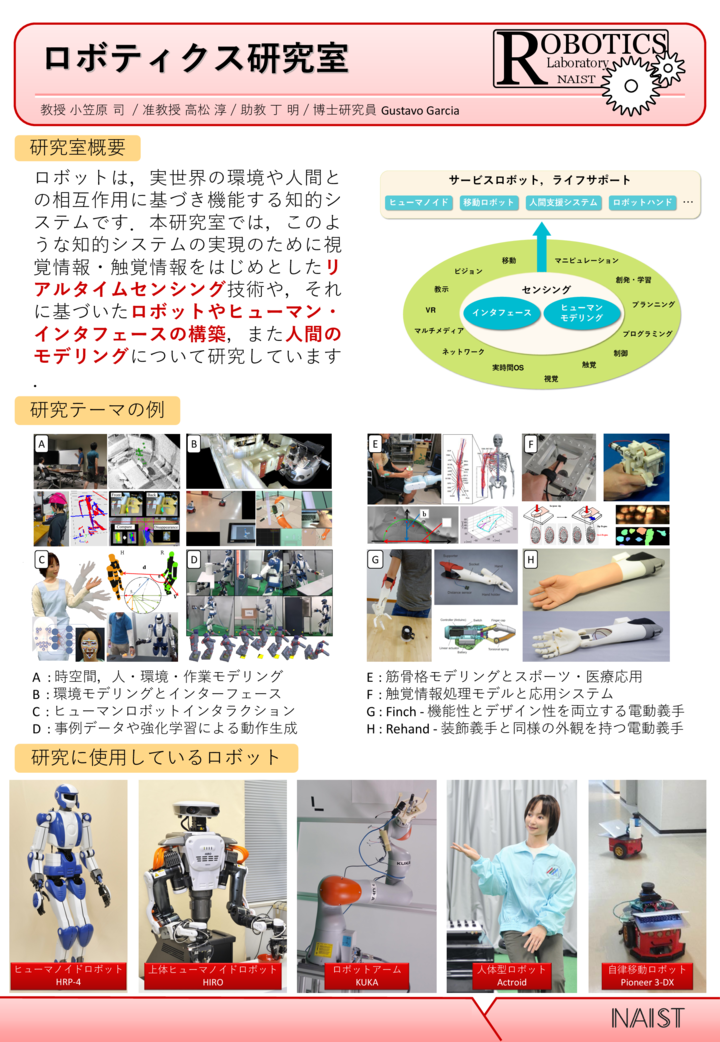 ロボティクス研究室
ROBOTICS
Laboratory
NAIST
教授 小笠原 司 / 准教授 高松 淳 / 助教 丁 明 / 博士研究員 Gustavo Garcia
研究室概要
ロボットは，実世界の環境や人間と
の相互作用に基づき機能する知的シ
ステムです．本研究室では，このよ
うな知的システムの実現のために視
覚情報・触覚情報をはじめとしたリ
アルタイムセンシング技術や，それ
に基づいたロボットやヒューマン・
インタフェースの構築，また人間の
モデリングについて研究しています
．
サービスロボット，ライフサポート
ヒューマノイド 移動ロボット 人間支援システム ロボットハンド …
移動 マニピュレーション
ビジョン 創発・学習
教示 センシング プランニング
VR インタフェース ヒューマン
モデリング
マルチメディア プログラミング
ネットワーク 制御
実時間OS 触覚
視覚
研究テーマの例
A B E F
b
C H R D G H
d
A : 時空間，人・環境・作業モデリング
B : 環境モデリングとインターフェース
C : ヒューマンロボットインタラクション
D : 事例データや強化学習による動作生成
E : 筋骨格モデリングとスポーツ・医療応用
F : 触覚情報処理モデルと応用システム
G : Finch - 機能性とデザイン性を両立する電動義手
H : Rehand - 装飾義手と同様の外観を持つ電動義手
研究に使用しているロボット
KUKA
ヒューマノイドロボット
HRP-4
上体ヒューマノイドロボット
HIRO
ロボットアーム
KUKA
人体型ロボット
Actroid
自律移動ロボット
Pioneer 3-DX
NAIST